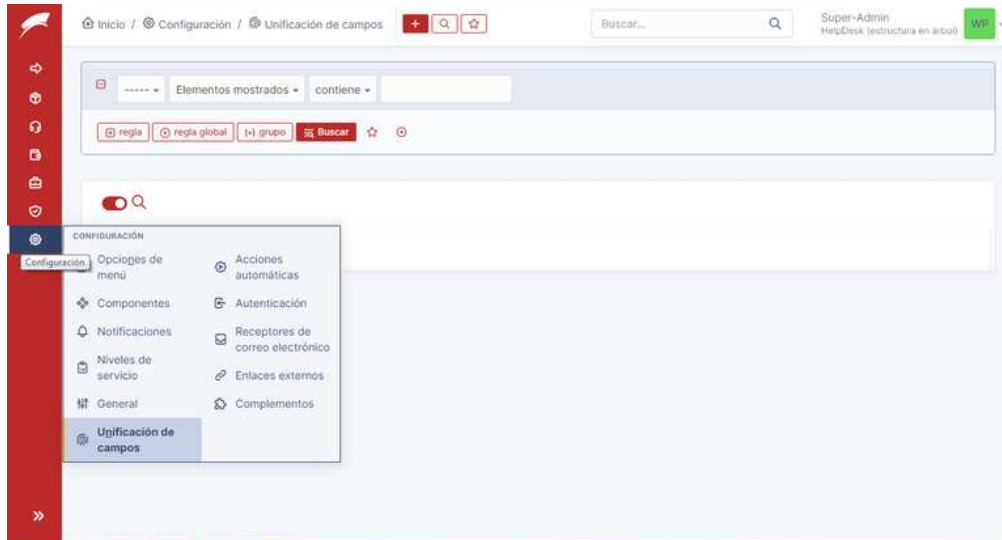 Inicio / Configuración / Unificación de campos
Buscar...
Super-Admin
HelpDesk (estructura en árbol)
WP
-----
Elementos mostrados
contiene
regla
regla global
grupo
Buscar
CONFIGURACIÓN
Configuración
Opciones de
menú
Acciones
automáticas
Componentes
Autenticación
Notificaciones
Receptores de
correo electrónico
Niveles de
servicio
Enlaces externos
General
Complementos
Unificación de
campos